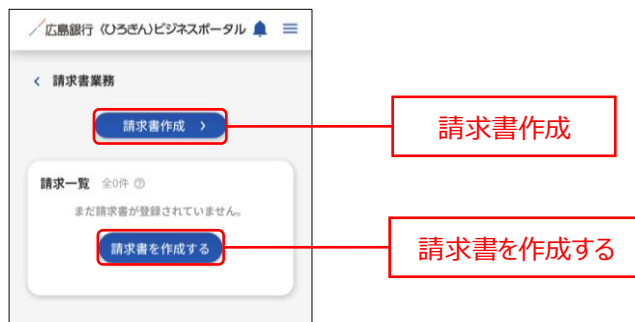 広島銀行〈ひろぎん〉ビジネスポータル
< 請求書業務
請求書作成 >
請求書作成
請求一覧 全0件 ?
まだ請求書が登録されていません。
請求書を作成する
請求書を作成する